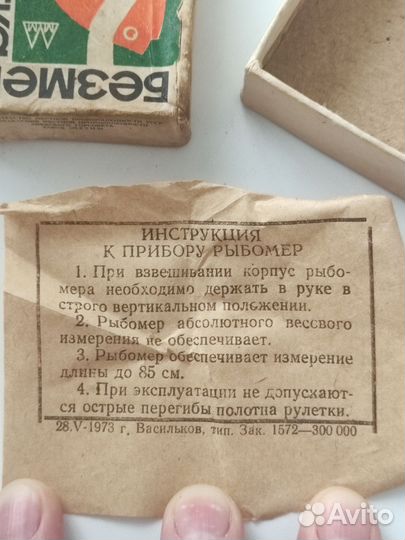 Безме
ИНСТРУКЦИЯ
К ПРИБОРУ РЫБОМЕР
1. При взвешивании корпус рыбо-
мера необходимо держать в руке в
строго вертикальном положении.
2. Рыбомер абсолютного весового
измерения не обеспечивает.
3. Рыбомер обеспечивает измерение
длины до 85 см.
4. При эксплуатации не допускают-
ся острые перегибы полотна рулетки.
28.V-1973 г. Васильков, тип. Зак. 1572—300 000
Avito